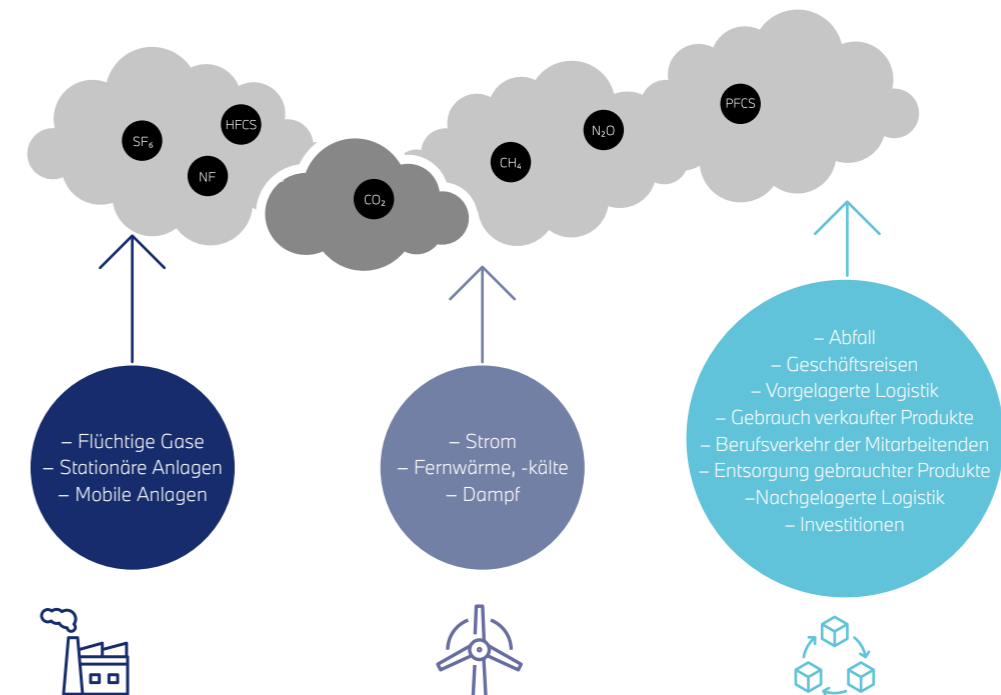 SF₆
HFCS
NF
CO₂
CH₄
N₂O
PFCS
– Flüchtige Gase
– Stationäre Anlagen
– Mobile Anlagen
– Strom
– Fernwärme, -kälte
– Dampf
– Abfall
– Geschäftsreisen
– Vorgelagerte Logistik
– Gebrauch verkaufter Produkte
– Berufsverkehr der Mitarbeitenden
– Entsorgung gebrauchter Produkte
–Nachgelagerte Logistik
– Investitionen